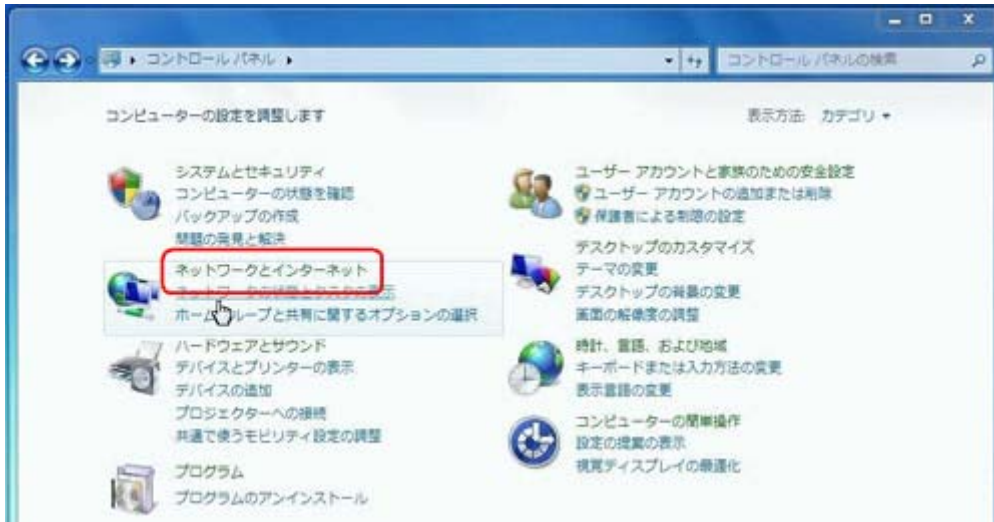 コントロール パネル
コントロール パネルの検索
コンピューターの設定を調整します
表示方法: カテゴリ
システムとセキュリティ
コンピューターの状態を確認
バックアップの作成
問題の発見と解決
ネットワークとインターネット
ネットワークの状態とタスクの表示
ホームグループと共有に関するオプションの選択
ハードウェアとサウンド
デバイスとプリンターの表示
デバイスの追加
プロジェクターへの接続
共通で使うモビリティ設定の調整
プログラム
プログラムのアンインストール
ユーザー アカウントと家族のための安全設定
ユーザー アカウントの追加または削除
保護者による制限の設定
デスクトップのカスタマイズ
テーマの変更
デスクトップの背景の変更
画面の解像度の調整
時計、言語、および地域
キーボードまたは入力方法の変更
表示言語の変更
コンピューターの簡単操作
設定の提案の表示
視覚ディスプレイの最適化